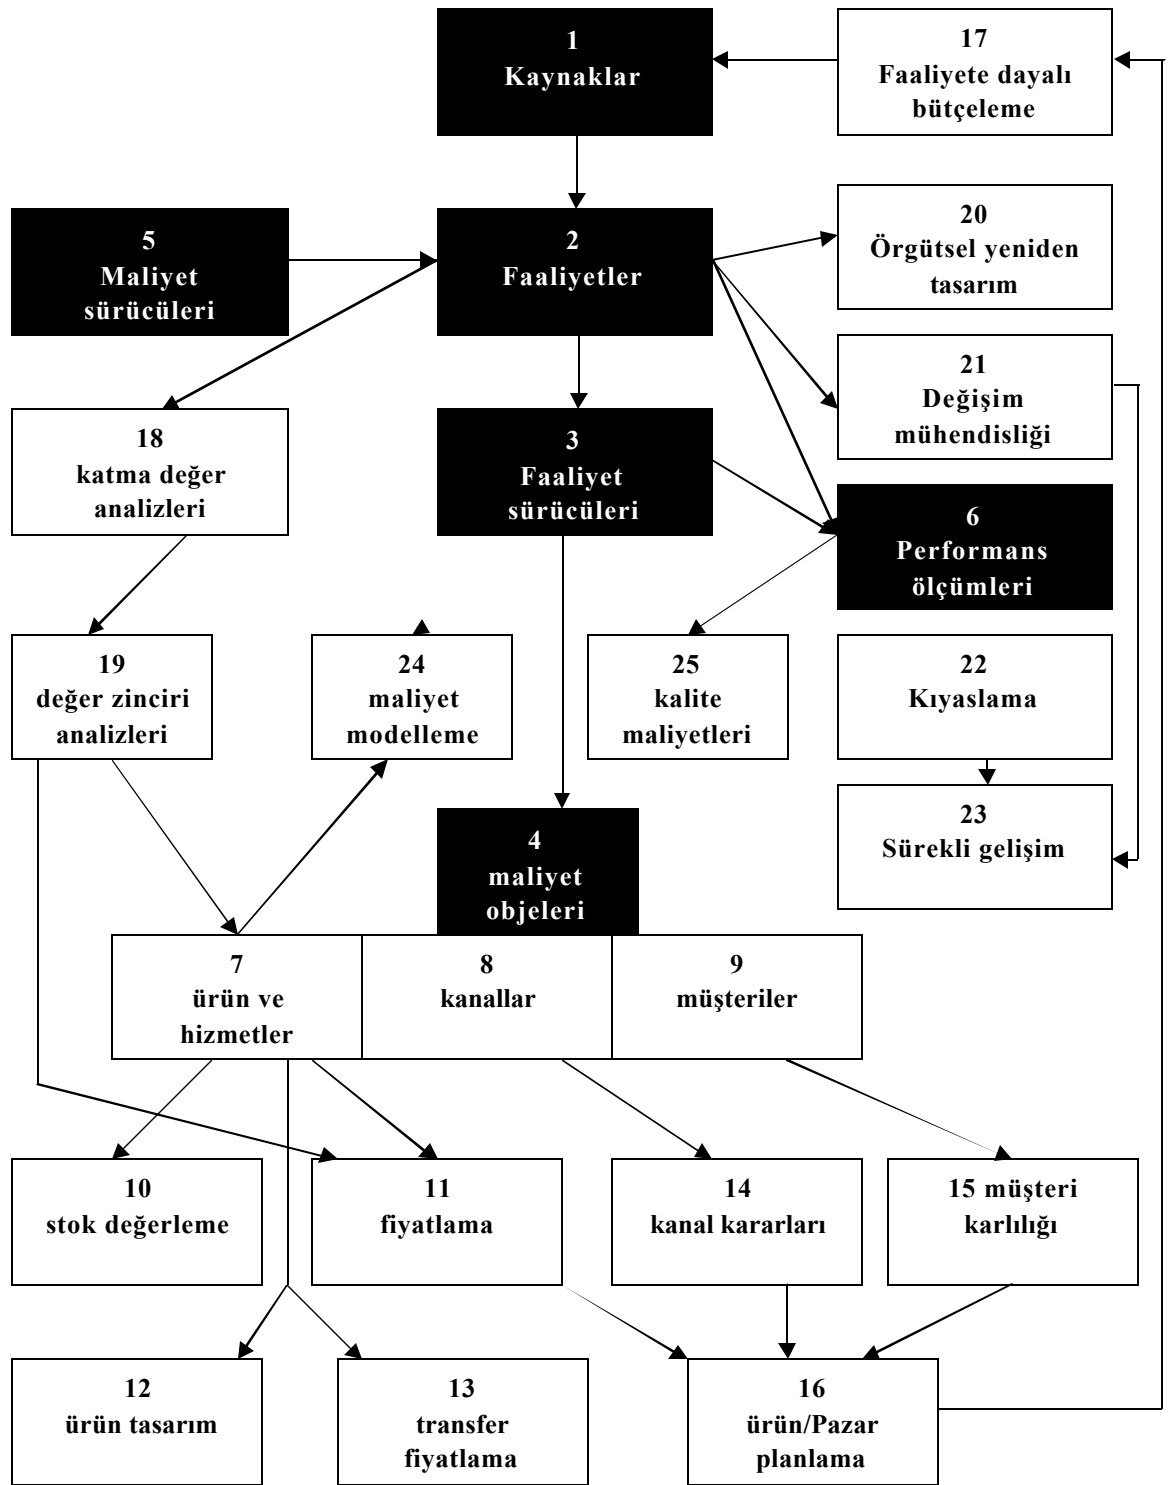 1
Kaynaklar
17
Faaliyete dayalı
bütçeleme
5
Maliyet
sürücüleri
2
Faaliyetler
20
Örgütsel yeniden
tasarım
21
Değişim
mühendisliği
18
katma değer
analizleri
3
Faaliyet
sürücüleri
6
Performans
ölçümleri
19
değer zinciri
analizleri
24
maliyet
modelleme
25
kalite
maliyetleri
22
Kıyaslama
23
Sürekli gelişim
4
maliyet
objeleri
7
ürün ve
hizmetler
8
kanallar
9
müşteriler
10
stok değerleme
11
fiyatlama
14
kanal kararları
15 müşteri
karlılığı
12
ürün tasarım
13
transfer
fiyatlama
16
ürün/Pazar
planlama